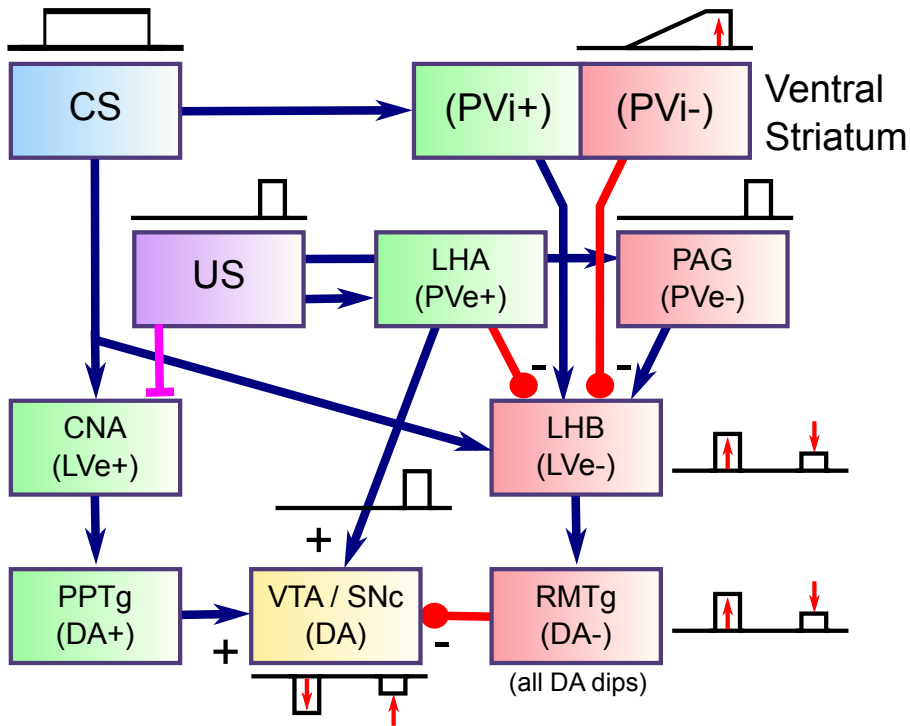 CS
(PVi+)
(PVi-)
Ventral
Striatum
US
LHA
(PVe+)
PAG
(PVe-)
-
-
CNA
(LVe+)
LHB
(LVe-)
+
PPTg
(DA+)
+
VTA / SNc
(DA)
-
RMTg
(DA-)
(all DA dips)